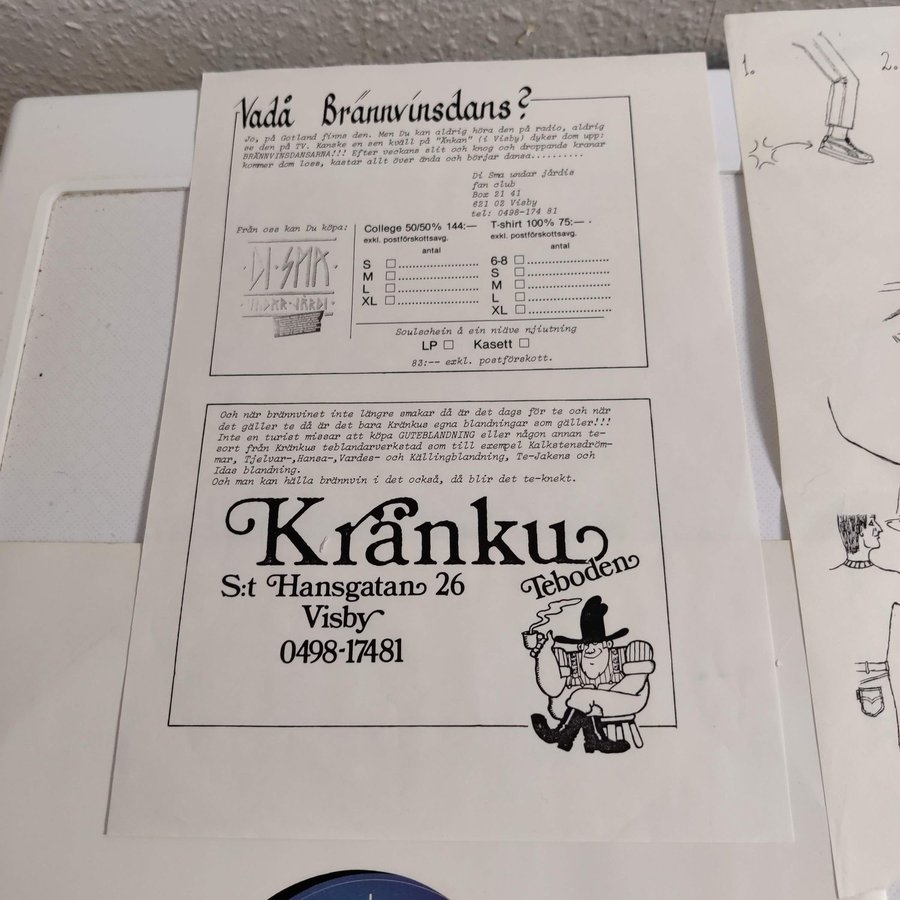 Vadå Brännvinsdans?
Jo, på Gotland finns den. Men Du kan aldrig höra den på radio, aldrig
se den på TV. Kanske en sen kväll på "Änkan" (i Visby) dyker dom upp:
BRÄNNVINSDANSARNA!!! Efter veckans slit och knog och droppande kranar
kommer dom loss, kastar allt över ända och börjar dansa..........
Di Sma undar jårdis
fan club
Box 21 41
621 02 Visby
tel: 0498-174 81
Från oss kan Du köpa:
DI·SMA
UNDAR·JÅRDI
College 50/50% 144:—
exkl. postförskottsavg.
antal
S
M
L
XL
T-shirt 100% 75:—
exkl. postförskottsavg.
antal
6-8
S
M
L
XL
Soulschein å ein niäve njiutning
LP Kasett
83:-- exkl. postförskott.
Och när brännvinet inte längre smakar då är det dags för te och när
det gäller te då är det bara Kränkus egna blandningar som gäller!!!
Inte en turist missar att köpa GUTEBLANDNING eller någon annan te-
sort från Kränkus teblandarverkstad som till exempel Kalkstensdröm-
mar, Tjelvar-,Hansa-,Vardes- och Källingblandning, Te-Jakens och
Idas blandning.
Och man kan hälla brännvin i det också, då blir det te-knekt.
Kränku
Teboden
S:t Hansgatan 26
Visby
0498-17481
1.
2.